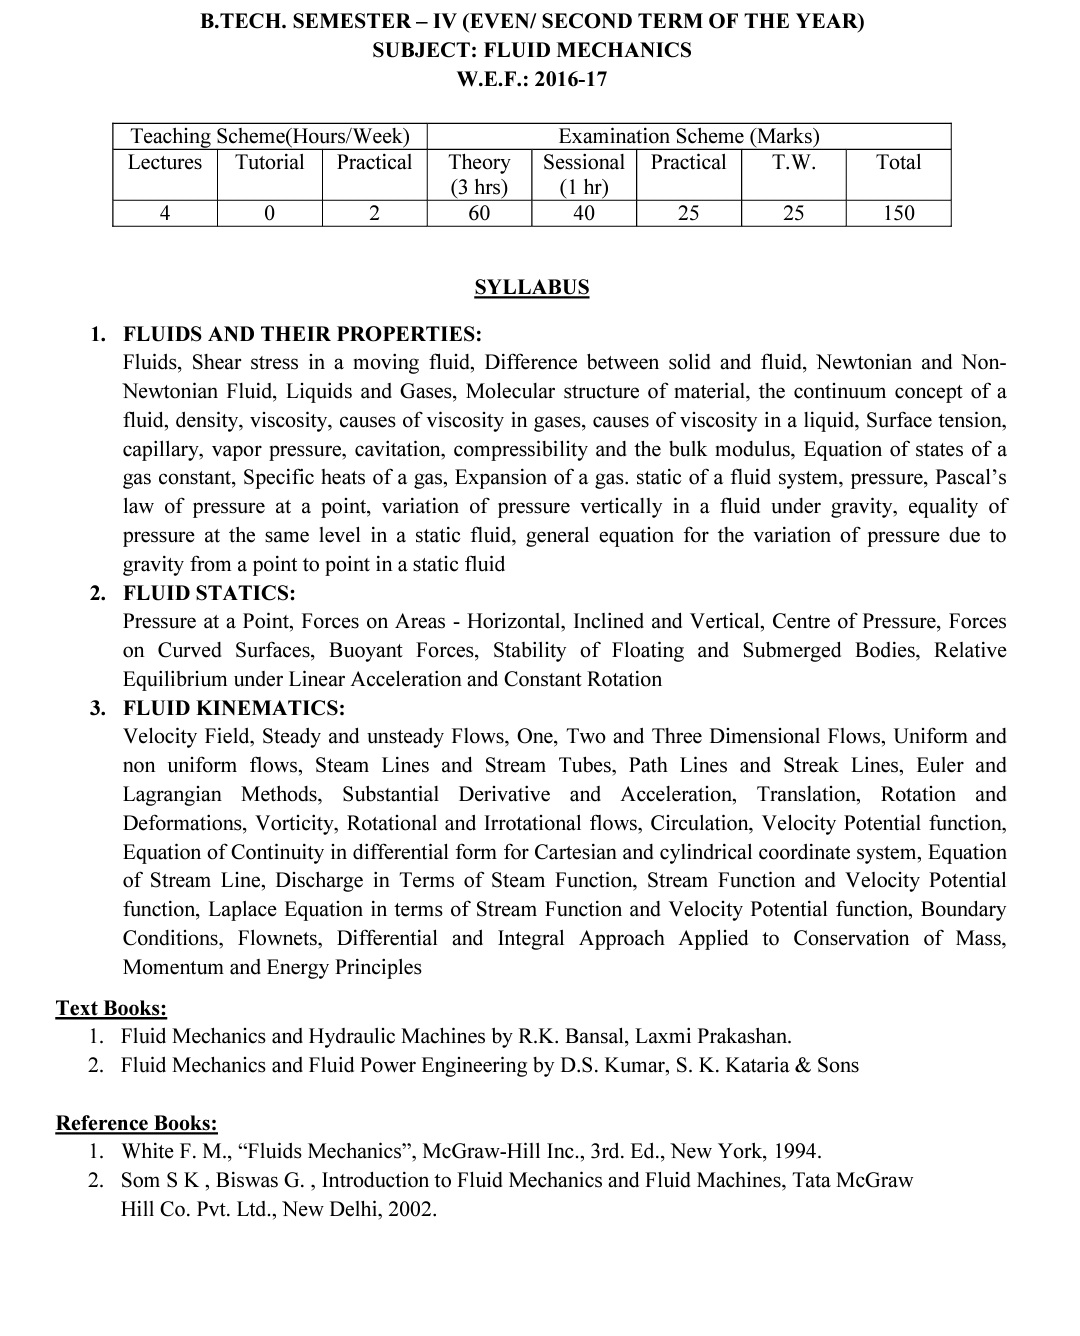 B.TECH. SEMESTER – IV (EVEN/ SECOND TERM OF THE YEAR)
SUBJECT: FLUID MECHANICS
W.E.F.: 2016-17
Teaching Scheme(Hours/Week) Examination Scheme (Marks)
Lectures Tutorial Practical Theory (3 hrs) Sessional (1 hr) Practical T.W. Total
4 0 2 60 40 25 25 150
SYLLABUS
1. FLUIDS AND THEIR PROPERTIES:
Fluids, Shear stress in a moving fluid, Difference between solid and fluid, Newtonian and Non-
Newtonian Fluid, Liquids and Gases, Molecular structure of material, the continuum concept of a
fluid, density, viscosity, causes of viscosity in gases, causes of viscosity in a liquid, Surface tension,
capillary, vapor pressure, cavitation, compressibility and the bulk modulus, Equation of states of a
gas constant, Specific heats of a gas, Expansion of a gas. static of a fluid system, pressure, Pascal’s
law of pressure at a point, variation of pressure vertically in a fluid under gravity, equality of
pressure at the same level in a static fluid, general equation for the variation of pressure due to
gravity from a point to point in a static fluid
2. FLUID STATICS:
Pressure at a Point, Forces on Areas - Horizontal, Inclined and Vertical, Centre of Pressure, Forces
on Curved Surfaces, Buoyant Forces, Stability of Floating and Submerged Bodies, Relative
Equilibrium under Linear Acceleration and Constant Rotation
3. FLUID KINEMATICS:
Velocity Field, Steady and unsteady Flows, One, Two and Three Dimensional Flows, Uniform and
non uniform flows, Steam Lines and Stream Tubes, Path Lines and Streak Lines, Euler and
Lagrangian Methods, Substantial Derivative and Acceleration, Translation, Rotation and
Deformations, Vorticity, Rotational and Irrotational flows, Circulation, Velocity Potential function,
Equation of Continuity in differential form for Cartesian and cylindrical coordinate system, Equation
of Stream Line, Discharge in Terms of Steam Function, Stream Function and Velocity Potential
function, Laplace Equation in terms of Stream Function and Velocity Potential function, Boundary
Conditions, Flownets, Differential and Integral Approach Applied to Conservation of Mass,
Momentum and Energy Principles
Text Books:
1. Fluid Mechanics and Hydraulic Machines by R.K. Bansal, Laxmi Prakashan.
2. Fluid Mechanics and Fluid Power Engineering by D.S. Kumar, S. K. Kataria & Sons
Reference Books:
1. White F. M., “Fluids Mechanics”, McGraw-Hill Inc., 3rd. Ed., New York, 1994.
2. Som S K , Biswas G. , Introduction to Fluid Mechanics and Fluid Machines, Tata McGraw
Hill Co. Pvt. Ltd., New Delhi, 2002.